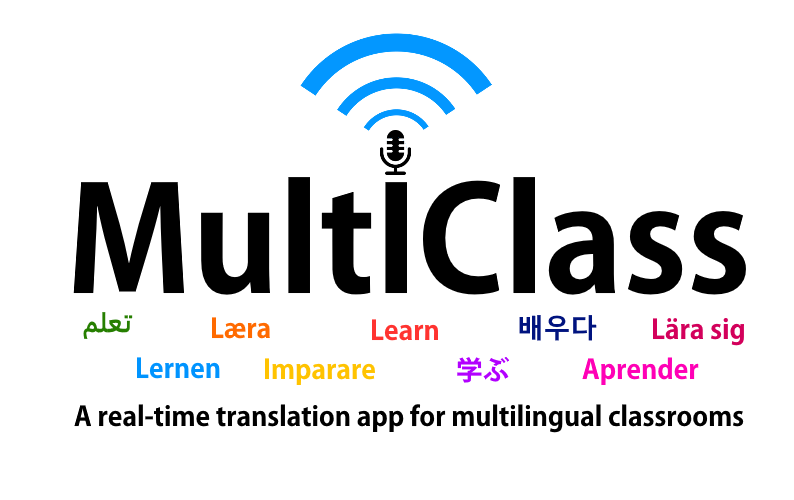 MultiClass
تعلم Læra Learn 배우다 Lära sig
Lernen Imparare 学ぶ Aprender
A real-time translation app for multilingual classrooms